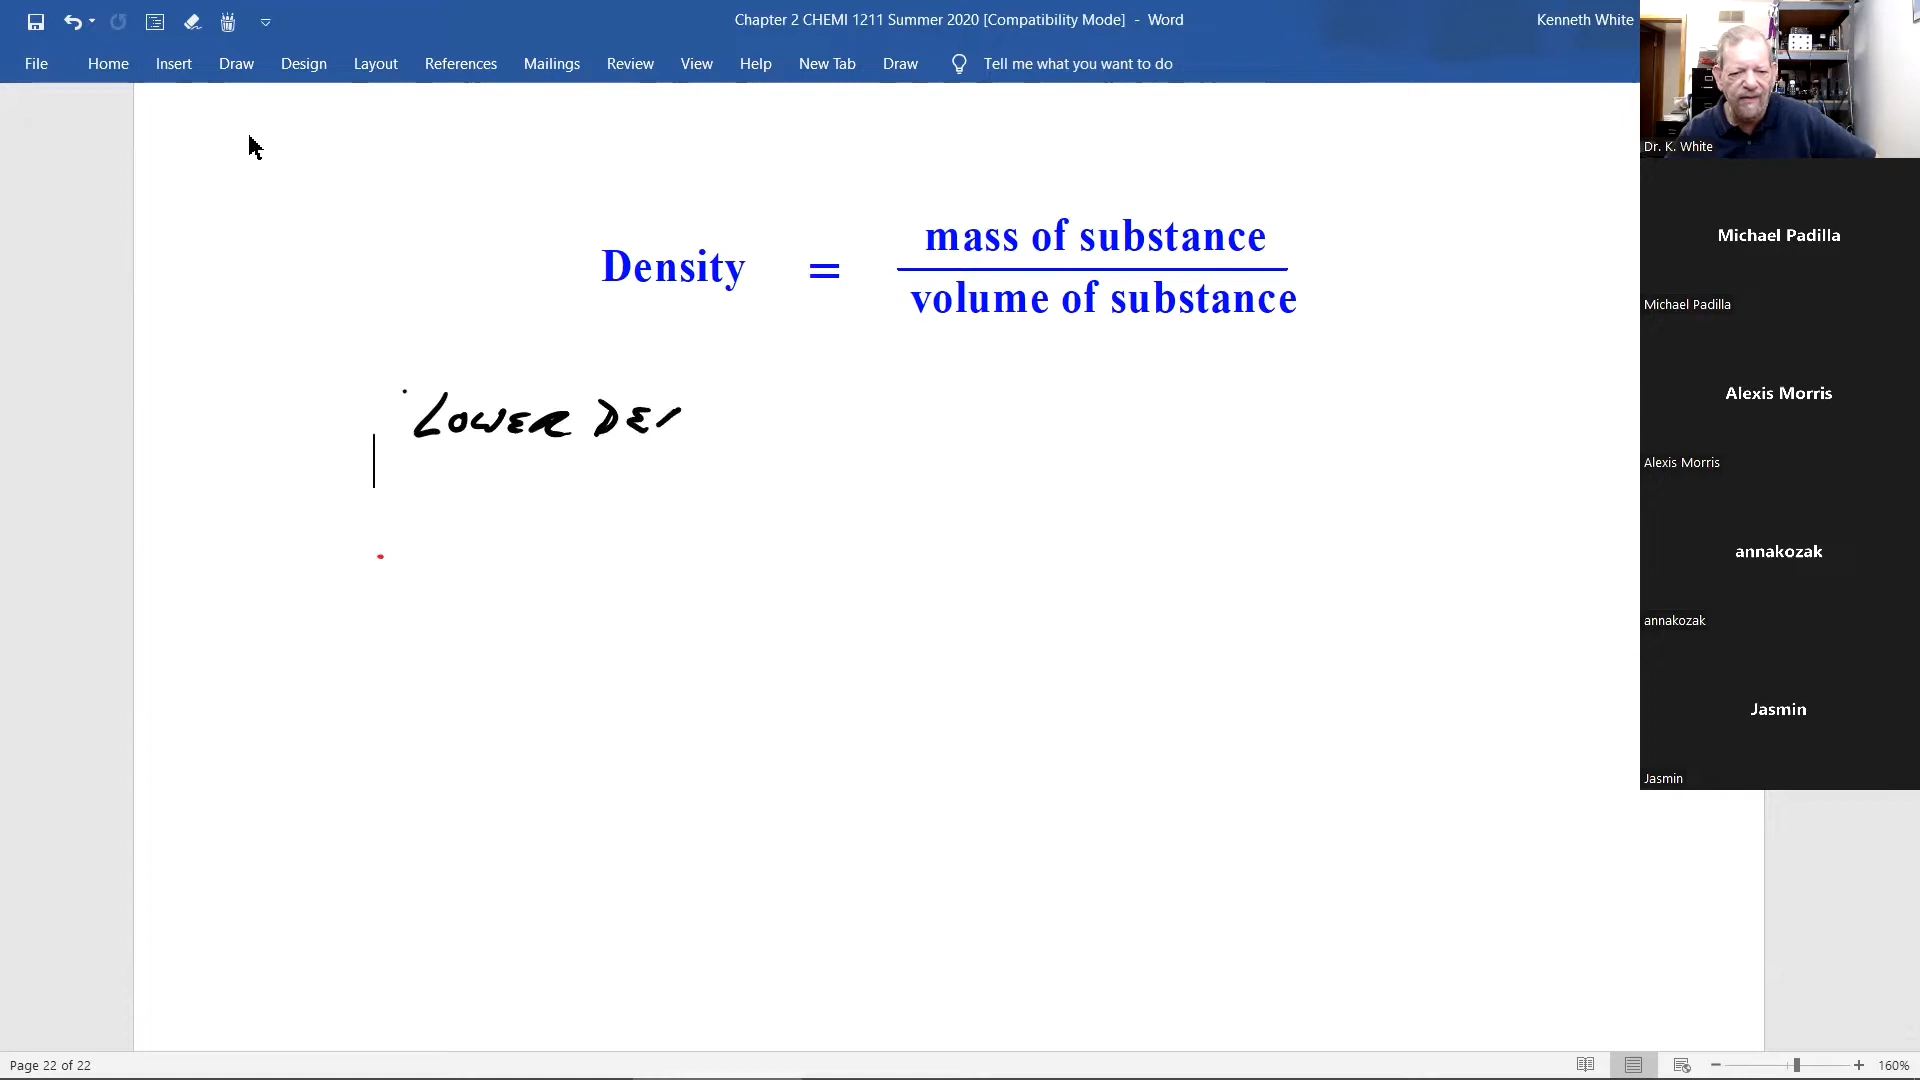 Chapter 2 CHEMI 1211 Summer 2020 [Compatibility Mode] - Word
Kenneth White
File Home Insert Draw Design Layout References Mailings Review View Help New Tab Draw Tell me what you want to do
Dr. K. White
Density = mass of substance
volume of substance
LOWER DE
Michael Padilla
Michael Padilla
Alexis Morris
Alexis Morris
annakozak
annakozak
Jasmin
Jasmin
Page 22 of 22
160%